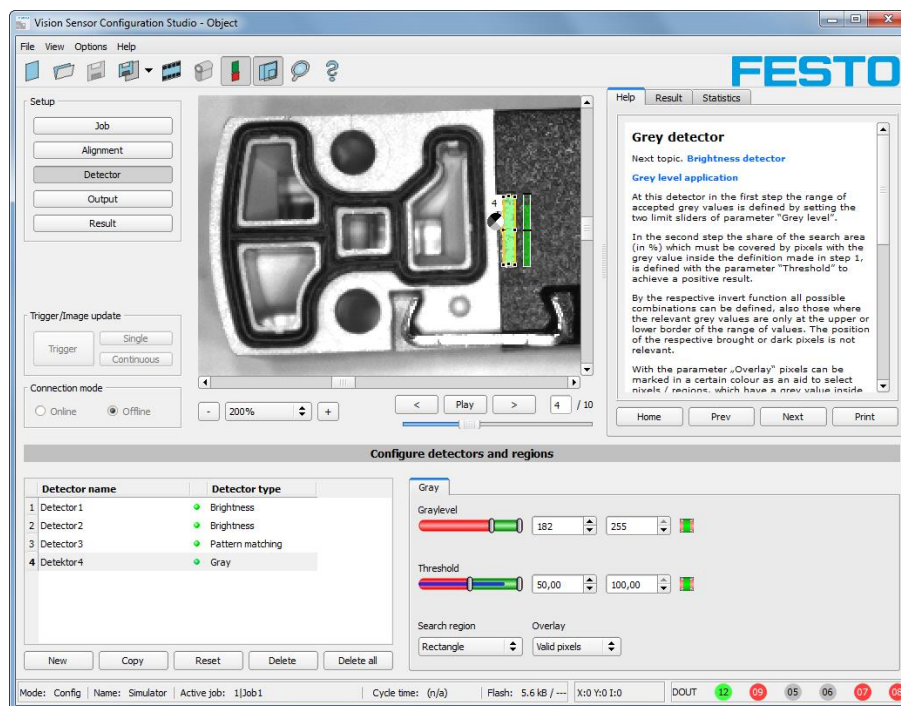 Vision Sensor Configuration Studio - Object
File View Options Help
FESTO
Setup
Job
Alignment
Detector
Output
Result
Trigger/Image update
Trigger
Single
Continuous
Connection mode
Online Offline
4
- 200% +
< Play > 4 / 10
Help Result Statistics
Grey detector
Next topic. Brightness detector
Grey level application
At this detector in the first step the range of
accepted grey values is defined by setting the
two limit sliders of parameter "Grey level".
In the second step the share of the search area
(in %) which must be covered by pixels with the
grey value inside the definition made in step 1,
is defined with the parameter "Threshold" to
achieve a positive result.
By the respective invert function all possible
combinations can be defined, also those where
the relevant grey values are only at the upper or
lower border of the range of values. The position
of the respective brought or dark pixels is not
relevant.
With the parameter „Overlay" pixels can be
marked in a certain colour as an aid to select
pixels / regions, which have a grey value inside
Home Prev Next Print
Configure detectors and regions
Detector name Detector type
1 Detector1 Brightness
2 Detector2 Brightness
3 Detector3 Pattern matching
4 Detektor4 Gray
New Copy Reset Delete Delete all
Gray
Graylevel
182 255
Threshold
50,00 100,00
Search region Overlay
Rectangle Valid pixels
Mode: Config Name: Simulator Active job: 1|Job1 Cycle time: (n/a) Flash: 5.6 kB / --- X:0 Y:0 I:0 DOUT 12 09 05 06 07 08